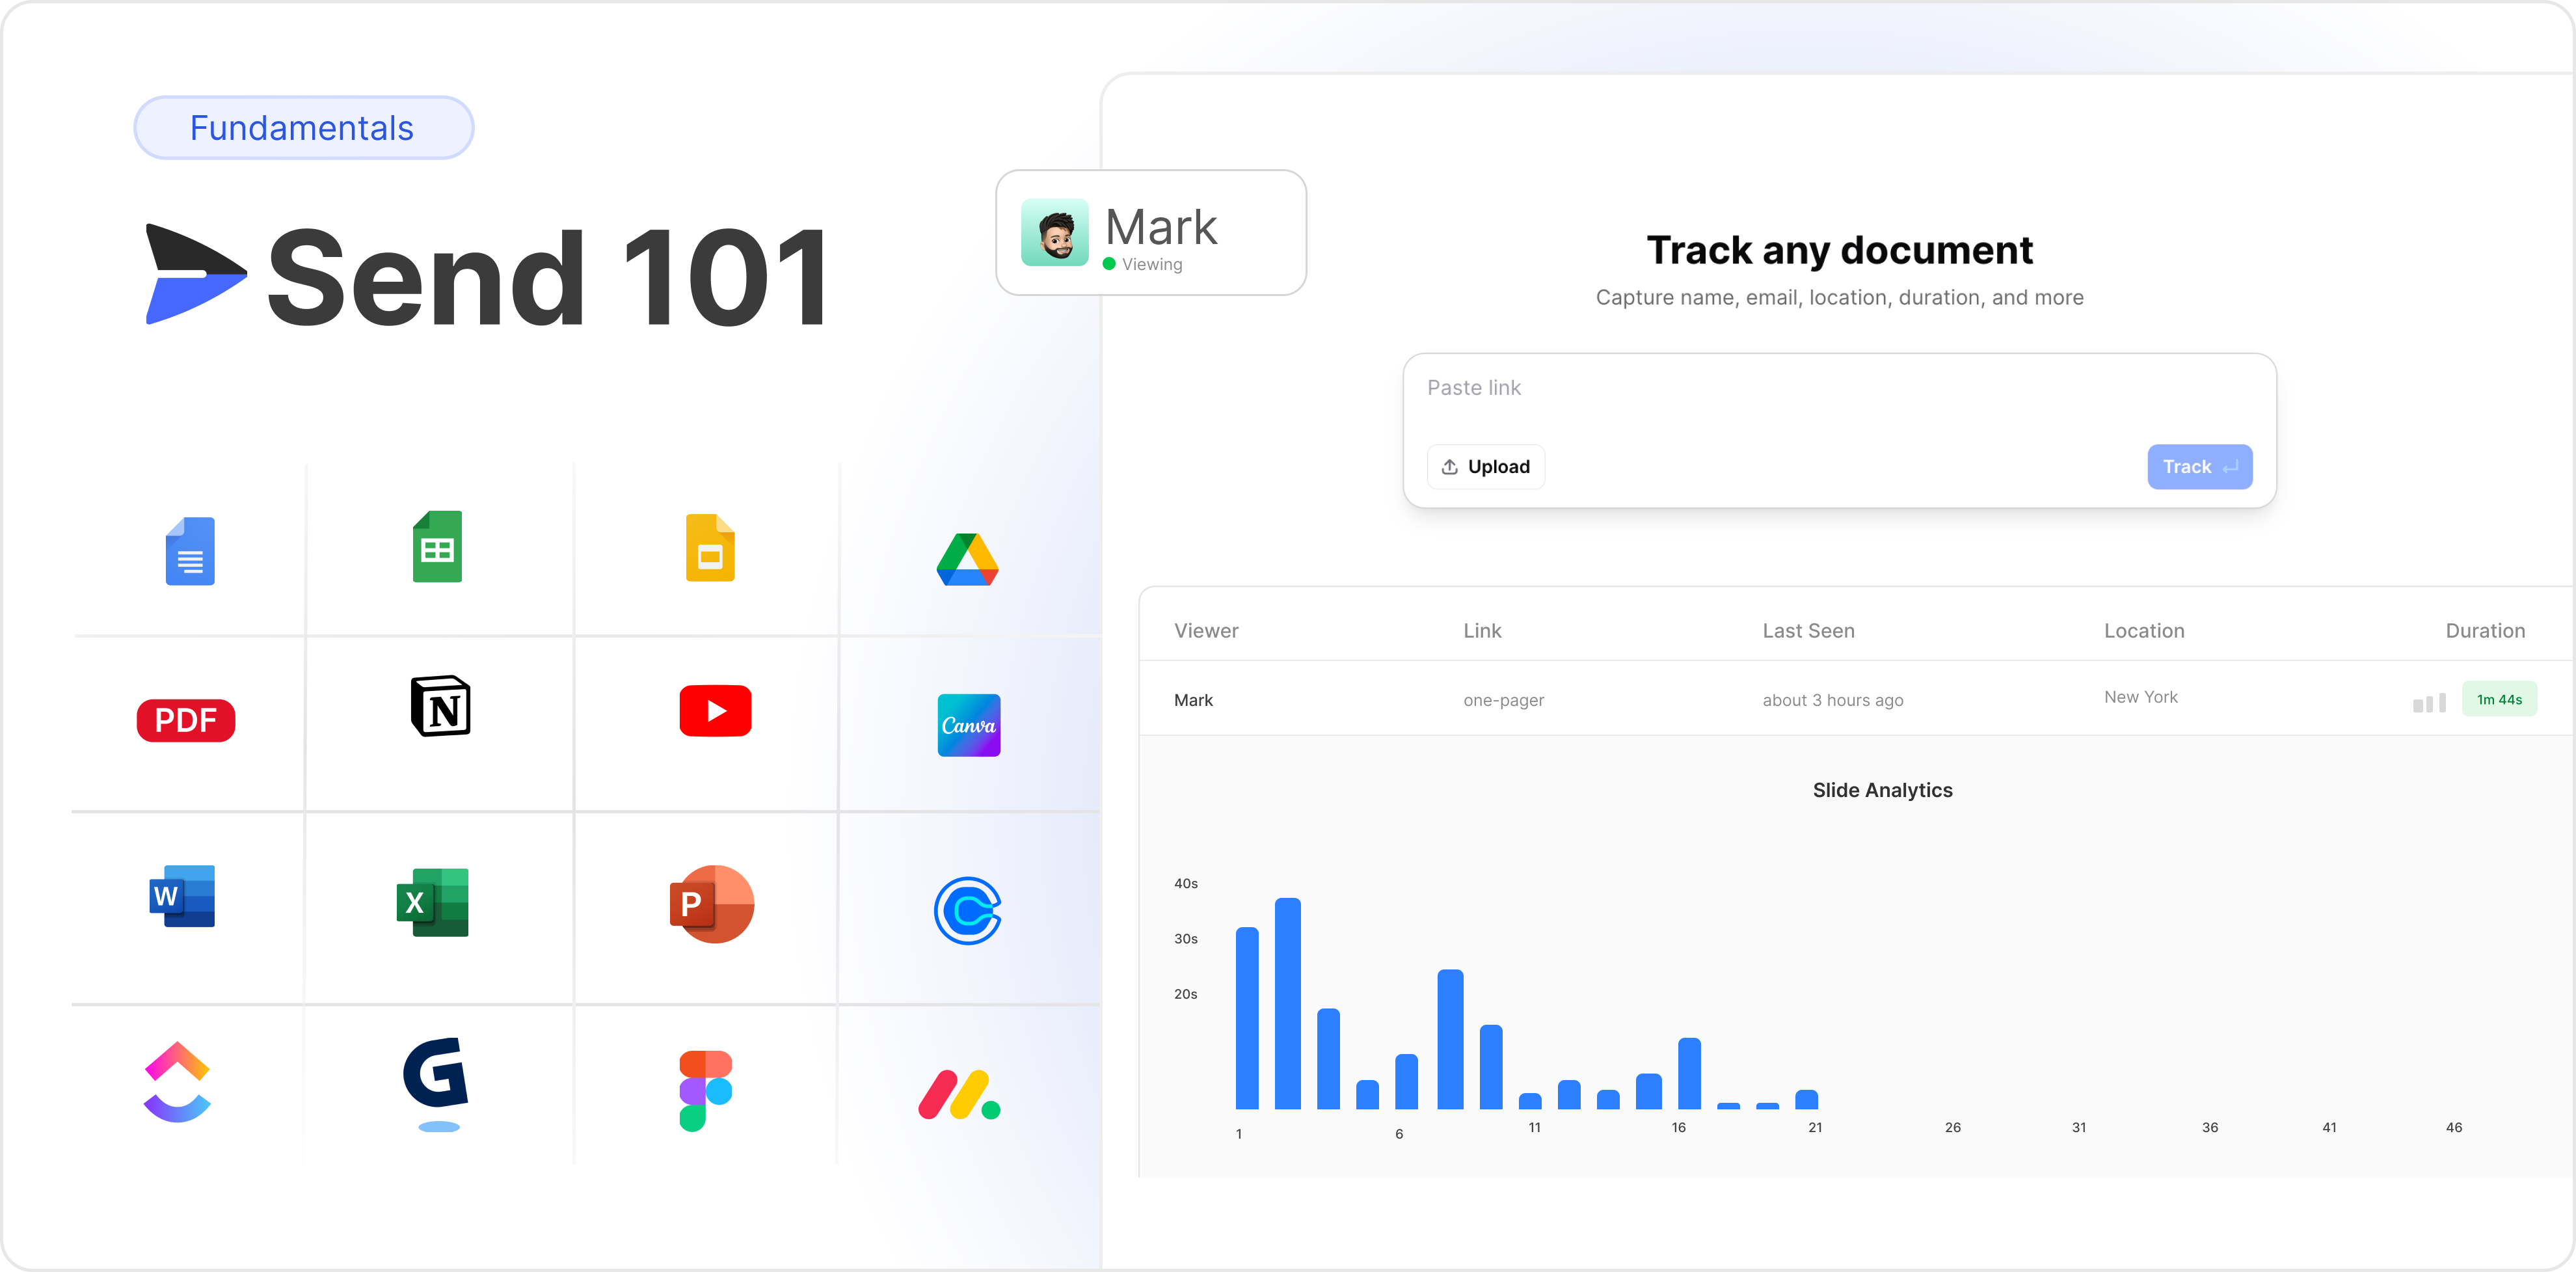 Fundamentals
Send 101
PDF
N
Canva
W
X
P
Mark
Viewing
Track any document
Capture name, email, location, duration, and more
Paste link
Upload
Track
Viewer Link Last Seen Location Duration
Mark one-pager about 3 hours ago New York 1m 44s
Slide Analytics
40s
30s
20s
1 6 11 16 21 26 31 36 41 46